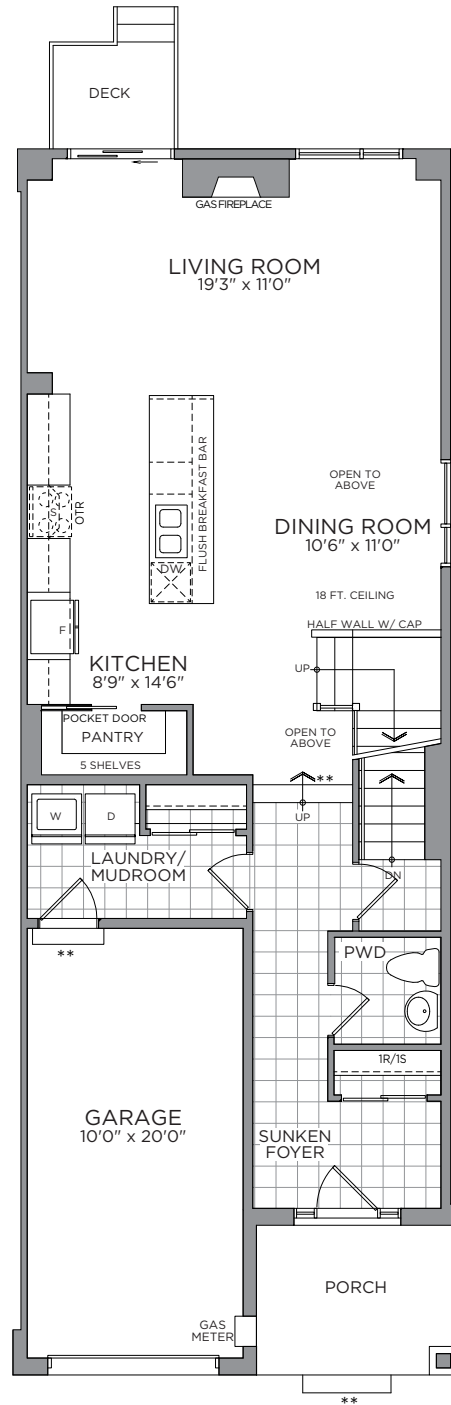 DECK
GAS FIREPLACE
LIVING ROOM
19'3" x 11'0"
OPEN TO
ABOVE
FLUSH BREAKFAST BAR
S
OTR
DW
DINING ROOM
10'6" x 11'0"
18 FT. CEILING
HALF WALL W/ CAP
F
KITCHEN
8'9" x 14'6"
UP
POCKET DOOR
PANTRY
5 SHELVES
OPEN TO
ABOVE
**
UP
W
D
LAUNDRY/
MUDROOM
DN
**
PWD
1R/1S
GARAGE
10'0" x 20'0"
SUNKEN
FOYER
PORCH
GAS
METER
**